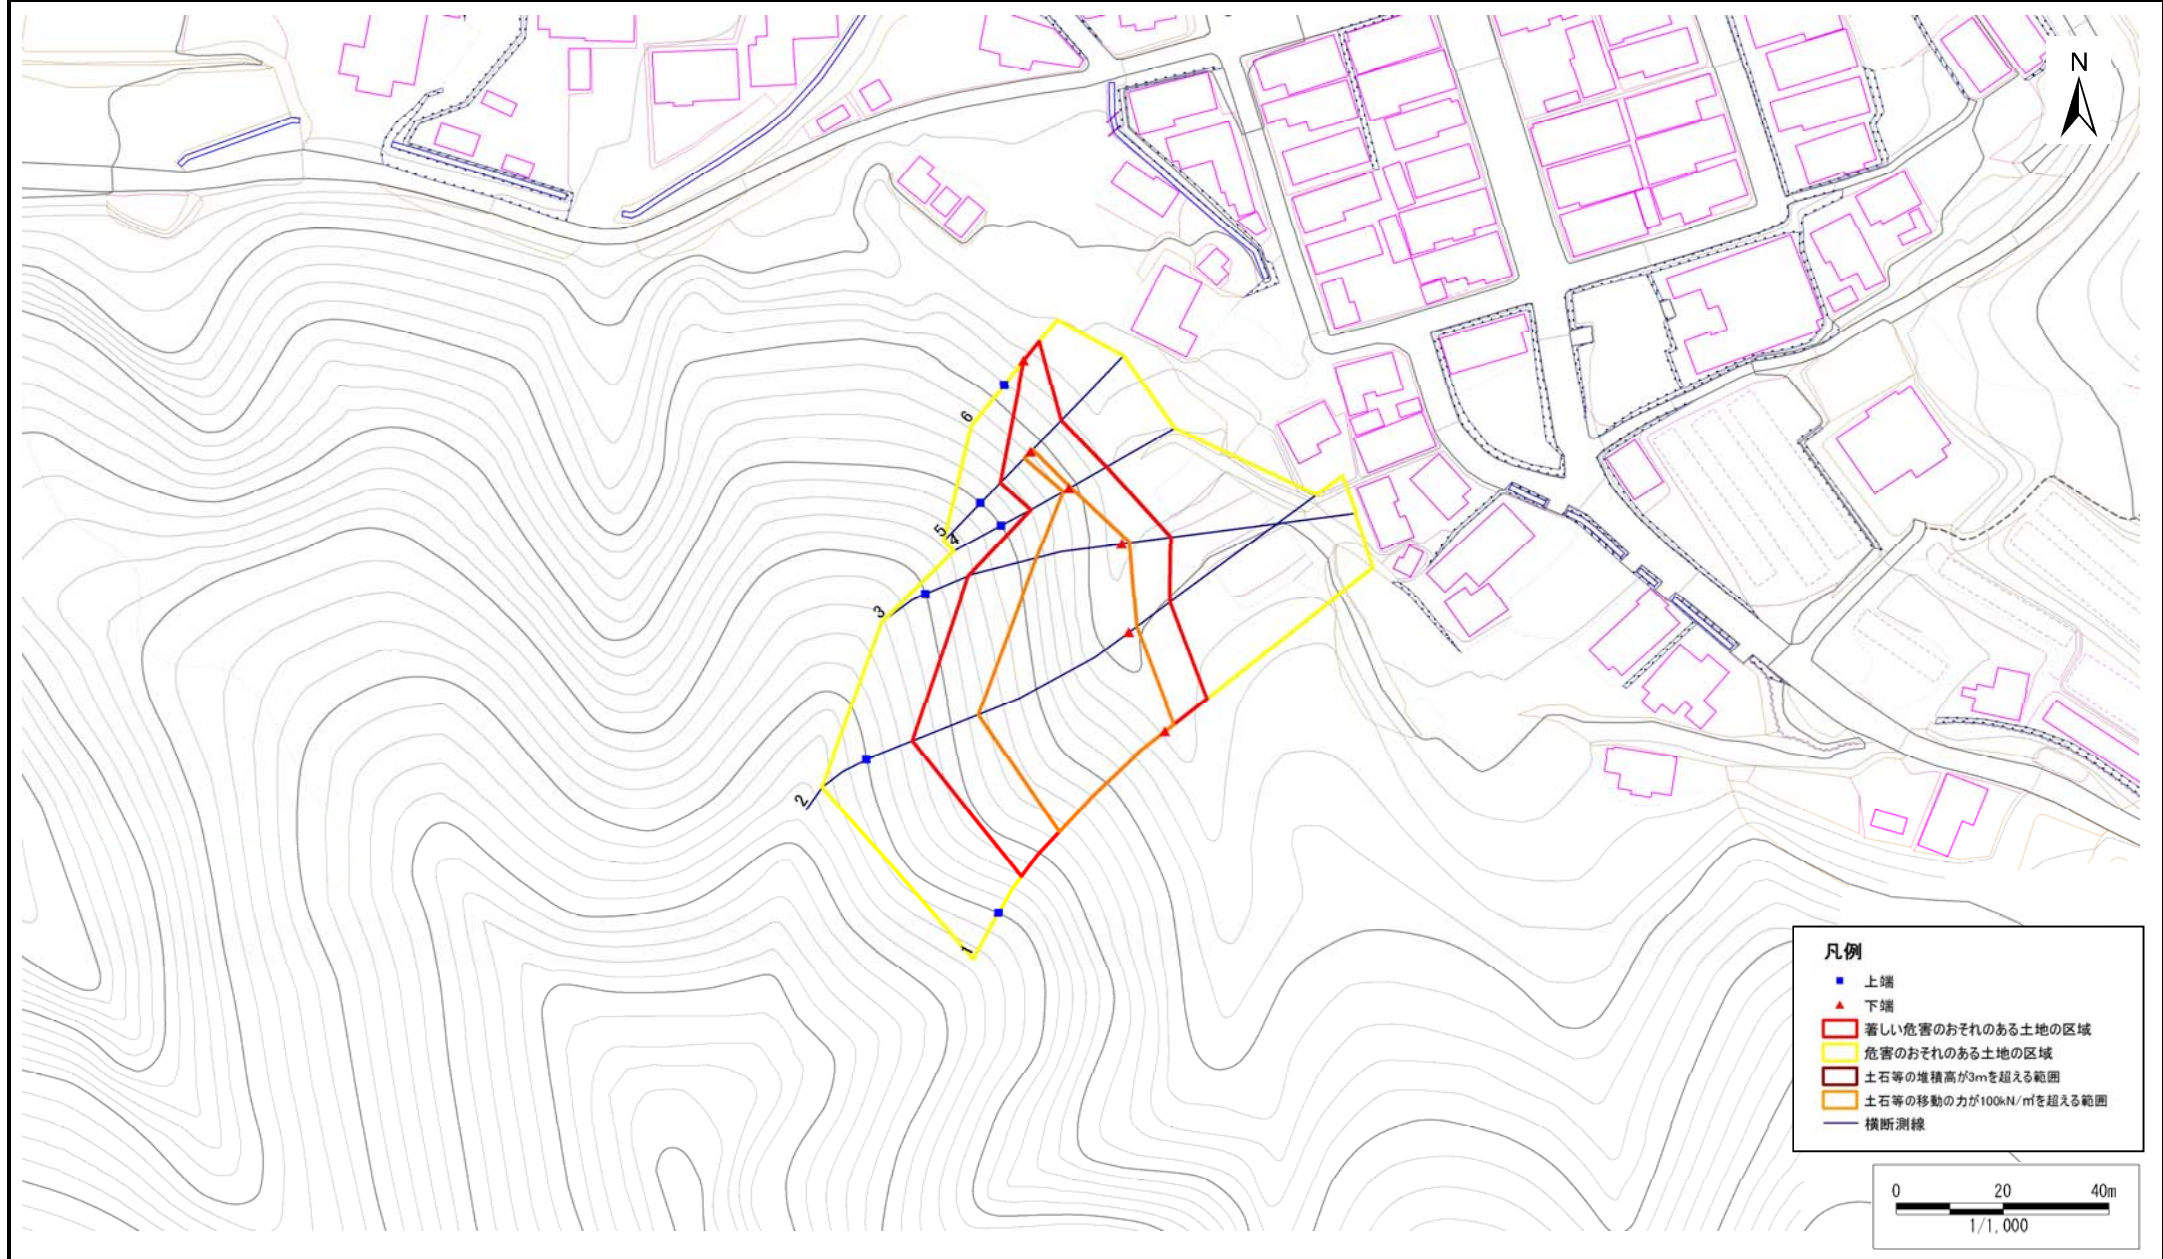 N
6
5
4
3
2
1
凡例
上端
下端
著しい危害のおそれのある土地の区域
危害のおそれのある土地の区域
土石等の堆積高が3mを超える範囲
土石等の移動の力が100kN/㎡を超える範囲
横断測線
0 20 40m
1/1,000